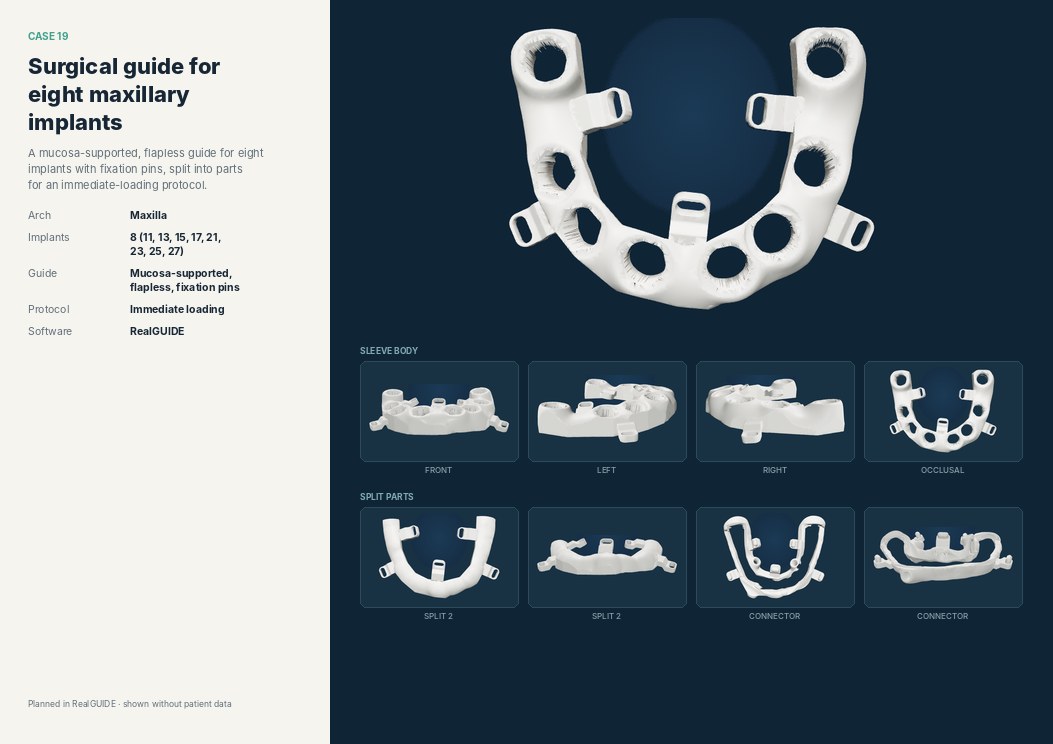 CASE 19
Surgical guide for
eight maxillary
implants
A mucosa-supported, flapless guide for eight
implants with fixation pins, split into parts
for an immediate-loading protocol.
Arch Maxilla
Implants 8 (11, 13, 15, 17, 21,
23, 25, 27)
Guide Mucosa-supported,
flapless, fixation pins
Protocol Immediate loading
Software RealGUIDE
Planned in RealGUIDE · shown without patient data
SLEEVE BODY
FRONT LEFT RIGHT OCCLUSAL
SPLIT PARTS
SPLIT 2 SPLIT 2 CONNECTOR CONNECTOR